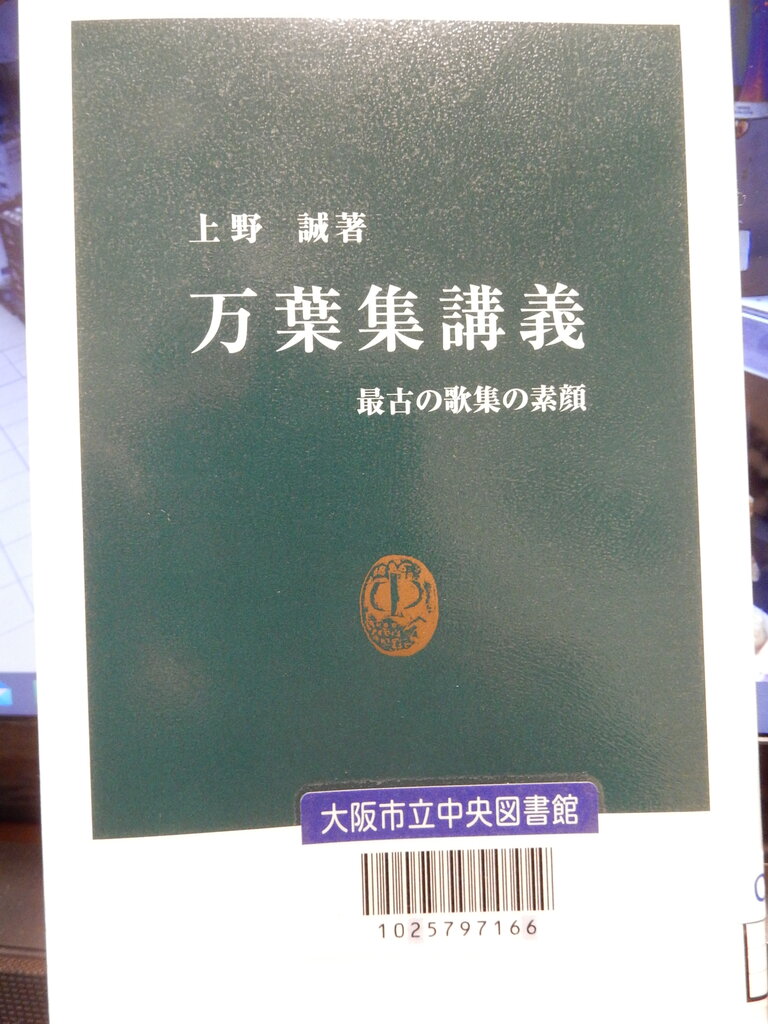 上野 誠著
万葉集講義
最古の歌集の素顔
大阪市立中央図書館
1025797166